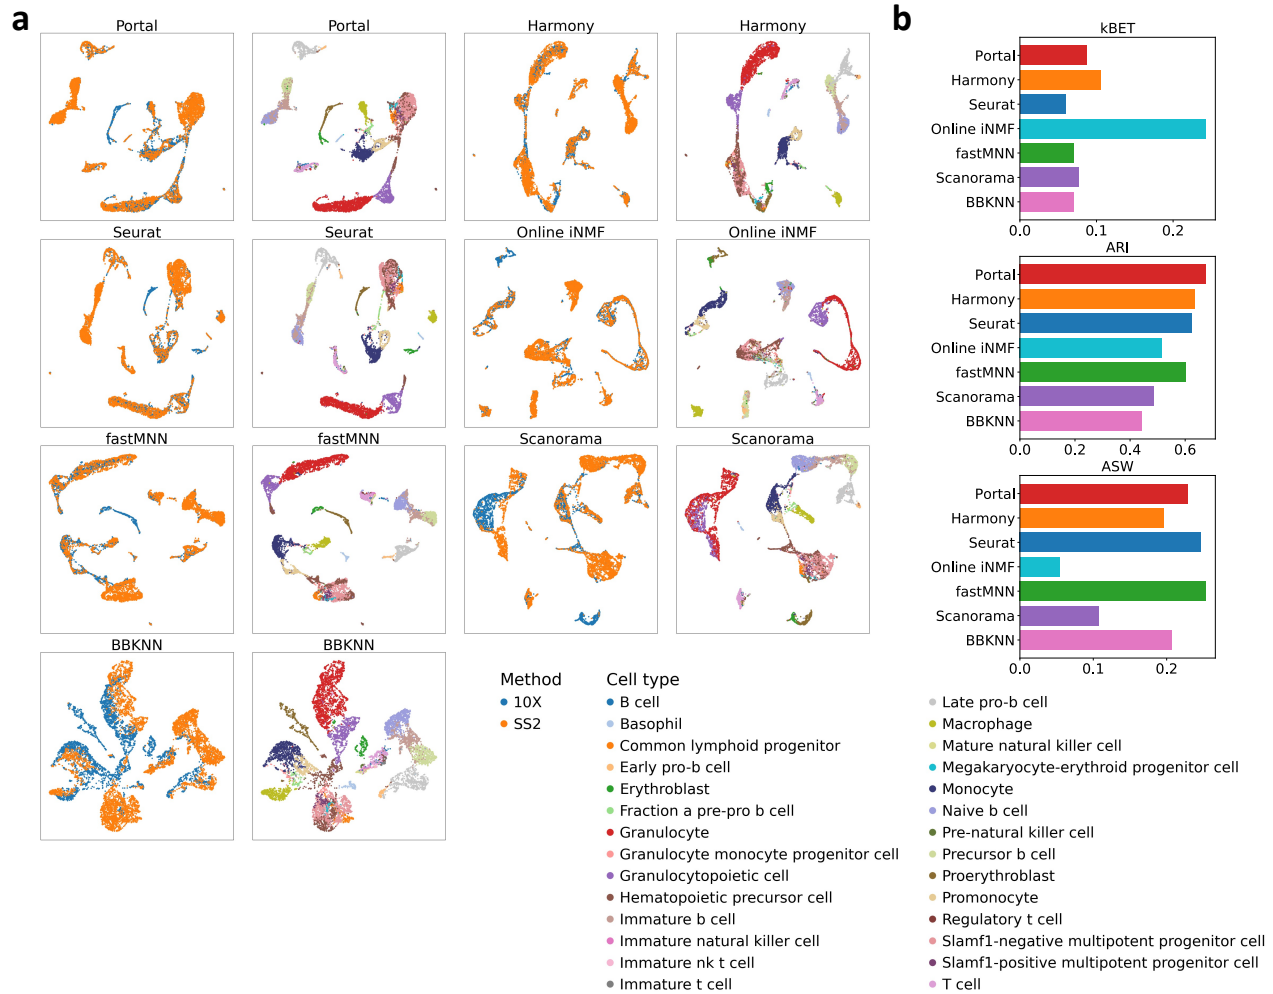 a
b
Portal
Portal
Harmony
Harmony
Seurat
Seurat
Online iNMF
Online iNMF
fastMNN
fastMNN
Scanorama
Scanorama
BBKNN
BBKNN
kBET
Portal
Harmony
Seurat
Online iNMF
fastMNN
Scanorama
BBKNN
0.0 0.1 0.2
ARI
Portal
Harmony
Seurat
Online iNMF
fastMNN
Scanorama
BBKNN
0.0 0.2 0.4 0.6
ASW
Portal
Harmony
Seurat
Online iNMF
fastMNN
Scanorama
BBKNN
0.0 0.1 0.2
Method
10X
SS2
Cell type
B cell
Basophil
Common lymphoid progenitor
Early pro-b cell
Erythroblast
Fraction a pre-pro b cell
Granulocyte
Granulocyte monocyte progenitor cell
Granulocytopoietic cell
Hematopoietic precursor cell
Immature b cell
Immature natural killer cell
Immature nk t cell
Immature t cell
Late pro-b cell
Macrophage
Mature natural killer cell
Megakaryocyte-erythroid progenitor cell
Monocyte
Naive b cell
Pre-natural killer cell
Precursor b cell
Proerythroblast
Promonocyte
Regulatory t cell
Slamf1-negative multipotent progenitor cell
Slamf1-positive multipotent progenitor cell
T cell